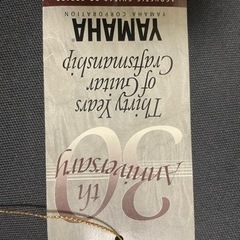 30th
Anniversary
Thirty Years
of Guitar
Craftsmanship
YAMAHA
YAMAHA CORPORATION